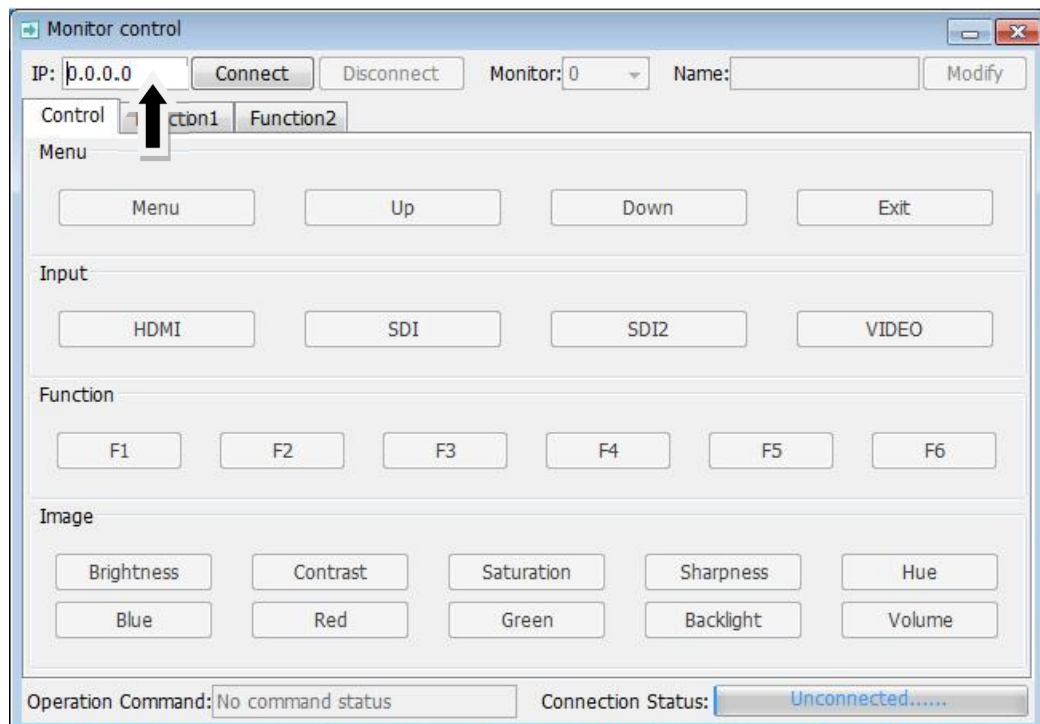 Monitor control
IP: 0.0.0.0 Connect Disconnect Monitor: 0 Name: Modify
Control ction1 Function2
Menu
Menu Up Down Exit
Input
HDMI SDI SDI2 VIDEO
Function
F1 F2 F3 F4 F5 F6
Image
Brightness Contrast Saturation Sharpness Hue
Blue Red Green Backlight Volume
Operation Command: No command status Connection Status: Unconnected......